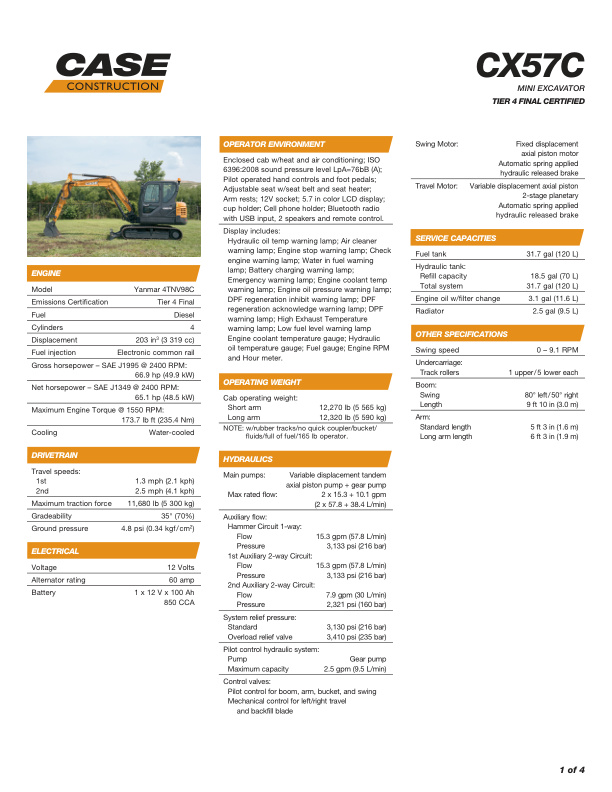 CASE
CONSTRUCTION
CX57C
MINI EXCAVATOR
TIER 4 FINAL CERTIFIED
ENGINE
Model Yanmar 4TNV98C
Emissions Certification Tier 4 Final
Fuel Diesel
Cylinders 4
Displacement 203 in³ (3 319 cc)
Fuel injection Electronic common rail
Gross horsepower – SAE J1995 @ 2400 RPM:
66.9 hp (49.9 kW)
Net horsepower – SAE J1349 @ 2400 RPM:
65.1 hp (48.5 kW)
Maximum Engine Torque @ 1550 RPM:
173.7 lb ft (235.4 Nm)
Cooling Water-cooled
DRIVETRAIN
Travel speeds:
1st 1.3 mph (2.1 kph)
2nd 2.5 mph (4.1 kph)
Maximum traction force 11,680 lb (5 300 kg)
Gradeability 35° (70%)
Ground pressure 4.8 psi (0.34 kgf/cm²)
ELECTRICAL
Voltage 12 Volts
Alternator rating 60 amp
Battery 1 x 12 V x 100 Ah
850 CCA
OPERATOR ENVIRONMENT
Enclosed cab w/heat and air conditioning; ISO
6396:2008 sound pressure level LpA=76bB (A);
Pilot operated hand controls and foot pedals;
Adjustable seat w/seat belt and seat heater;
Arm rests; 12V socket; 5.7 in color LCD display;
cup holder; Cell phone holder; Bluetooth radio
with USB input, 2 speakers and remote control.
Display includes:
Hydraulic oil temp warning lamp; Air cleaner
warning lamp; Engine stop warning lamp; Check
engine warning lamp; Water in fuel warning
lamp; Battery charging warning lamp;
Emergency warning lamp; Engine coolant temp
warning lamp; Engine oil pressure warning lamp;
DPF regeneration inhibit warning lamp; DPF
regeneration acknowledge warning lamp; DPF
warning lamp; High Exhaust Temperature
warning lamp; Low fuel level warning lamp
Engine coolant temperature gauge; Hydraulic
oil temperature gauge; Fuel gauge; Engine RPM
and Hour meter.
OPERATING WEIGHT
Cab operating weight:
Short arm 12,270 lb (5 565 kg)
Long arm 12,320 lb (5 590 kg)
NOTE: w/rubber tracks/no quick coupler/bucket/
fluids/full of fuel/165 lb operator.
HYDRAULICS
Main pumps: Variable displacement tandem
axial piston pump + gear pump
Max rated flow: 2 x 15.3 + 10.1 gpm
(2 x 57.8 + 38.4 L/min)
Auxiliary flow:
Hammer Circuit 1-way:
Flow 15.3 gpm (57.8 L/min)
Pressure 3,133 psi (216 bar)
1st Auxiliary 2-way Circuit:
Flow 15.3 gpm (57.8 L/min)
Pressure 3,133 psi (216 bar)
2nd Auxiliary 2-way Circuit:
Flow 7.9 gpm (30 L/min)
Pressure 2,321 psi (160 bar)
System relief pressure:
Standard 3,130 psi (216 bar)
Overload relief valve 3,410 psi (235 bar)
Pilot control hydraulic system:
Pump Gear pump
Maximum capacity 2.5 gpm (9.5 L/min)
Control valves:
Pilot control for boom, arm, bucket, and swing
Mechanical control for left/right travel
and backfill blade
Swing Motor: Fixed displacement
axial piston motor
Automatic spring applied
hydraulic released brake
Travel Motor: Variable displacement axial piston
2-stage planetary
Automatic spring applied
hydraulic released brake
SERVICE CAPACITIES
Fuel tank 31.7 gal (120 L)
Hydraulic tank:
Refill capacity 18.5 gal (70 L)
Total system 31.7 gal (120 L)
Engine oil w/filter change 3.1 gal (11.6 L)
Radiator 2.5 gal (9.5 L)
OTHER SPECIFICATIONS
Swing speed 0 – 9.1 RPM
Undercarriage:
Track rollers 1 upper/5 lower each
Boom:
Swing 80° left/50° right
Length 9 ft 10 in (3.0 m)
Arm:
Standard length 5 ft 3 in (1.6 m)
Long arm length 6 ft 3 in (1.9 m)
1 of 4